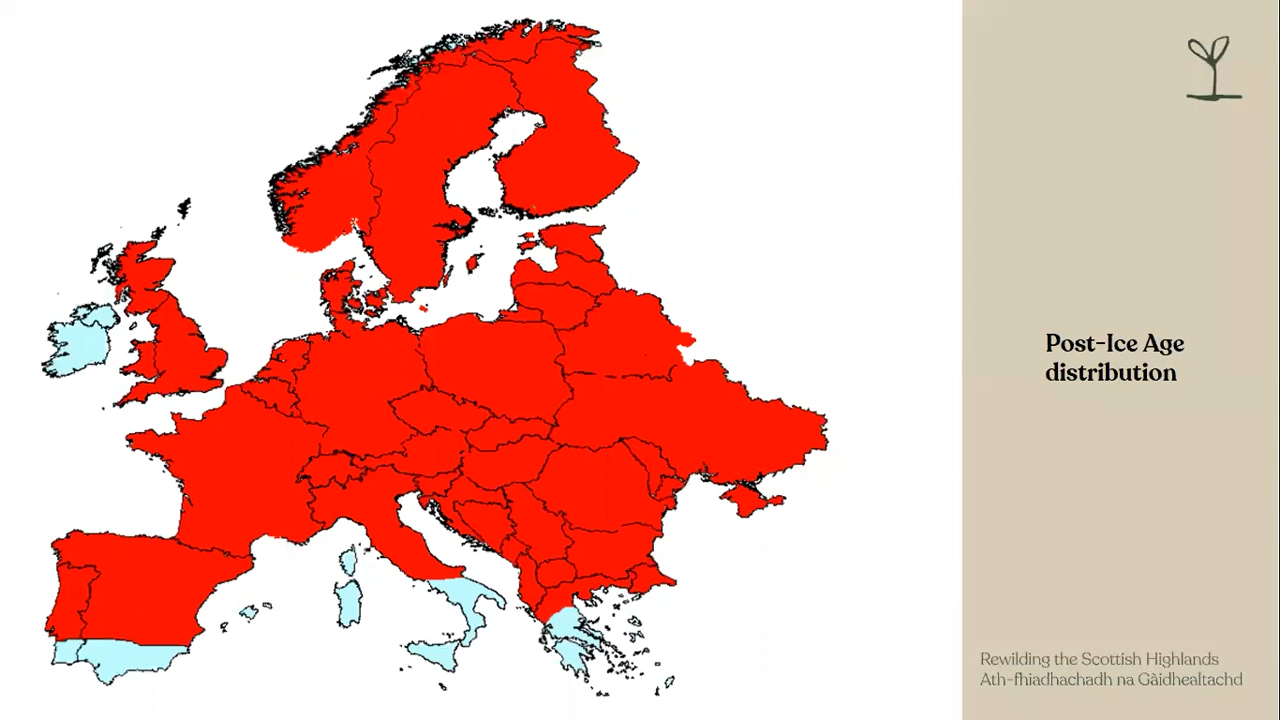 Post-Ice Age
distribution
Rewilding the Scottish Highlands
Ath-fhiadhachadh na Gàidhealtachd